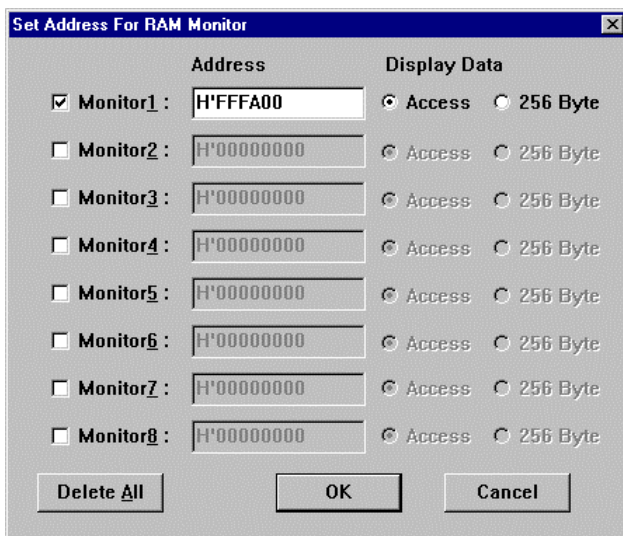 Set Address For RAM Monitor
Address Display Data
Monitor1 : H'FFFA00 Access 256 Byte
Monitor2 : H'00000000 Access 256 Byte
Monitor3 : H'00000000 Access 256 Byte
Monitor4 : H'00000000 Access 256 Byte
Monitor5 : H'00000000 Access 256 Byte
Monitor6 : H'00000000 Access 256 Byte
Monitor7 : H'00000000 Access 256 Byte
Monitor8 : H'00000000 Access 256 Byte
Delete All OK Cancel